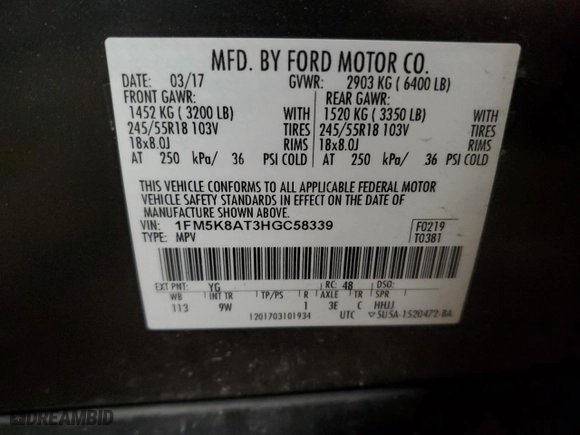 MFD. BY FORD MOTOR CO.
DATE: 03/17 GVWR: 2903 KG ( 6400 LB)
FRONT GAWR: REAR GAWR:
1452 KG ( 3200 LB) WITH 1520 KG ( 3350 LB) WITH
245/55R18 103V TIRES 245/55R18 103V TIRES
18x8.0J RIMS 18x8.0J RIMS
AT 250 kPa/ 36 PSI COLD AT 250 kPa/ 36 PSI COLD
THIS VEHICLE CONFORMS TO ALL APPLICABLE FEDERAL MOTOR
VEHICLE SAFETY STANDARDS IN EFFECT ON THE DATE OF MANUFACTURE SHOWN ABOVE.
VIN: 1FM5K8AT3HGC58339 F0219
TYPE: MPV T0381
EXT PNT: YG RC: 48 DSO:
WB INT TR TP/PS R AXLE TR SPR
113 9W 1 3E C HHJJ
1201703101934 UTC ▽5USA-1520472-BA
DREAMBID